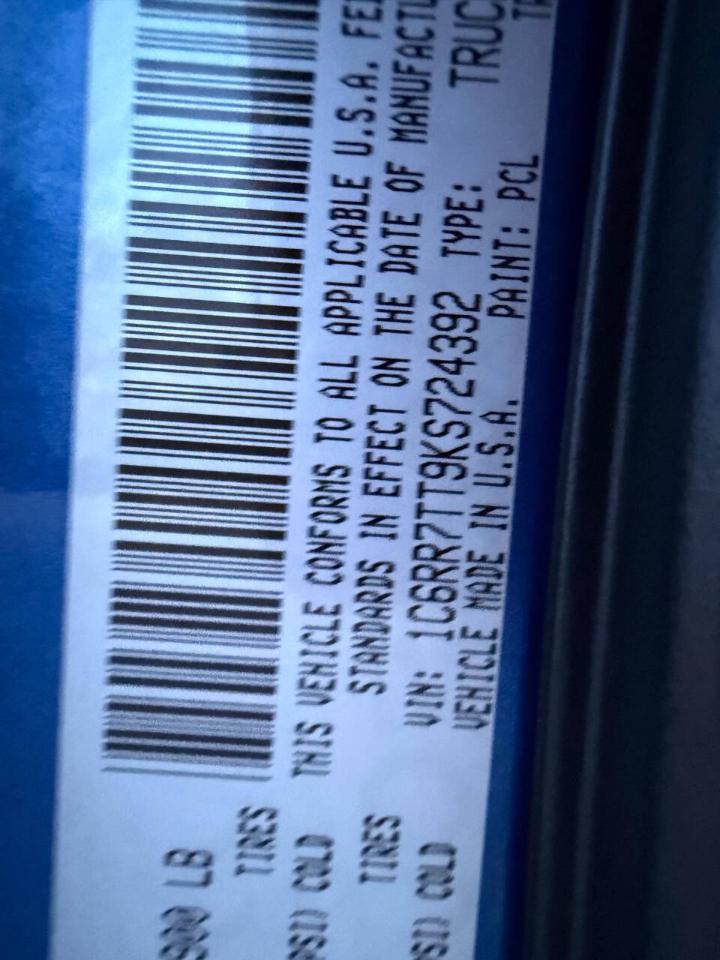 900 LB
TIRES
PSI) COLD
TIRES
PSI) COLD
THIS VEHICLE CONFORMS TO ALL APPLICABLE U.S.A. FE
STANDARDS IN EFFECT ON THE DATE OF MANUFACTU
VIN: 1C6RR7TT9KS724392 TYPE: TRUC
VEHICLE MADE IN U.S.A. PAINT: PCL TR